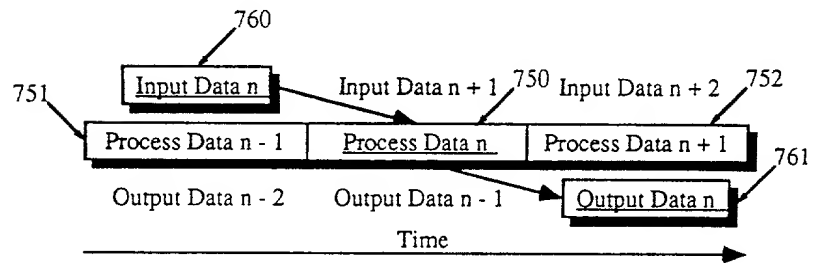 760
Input Data n
Input Data n + 1
750
Input Data n + 2
752
751
Process Data n - 1
Process Data n
Process Data n + 1
Output Data n - 2
Output Data n - 1
Output Data n
761
Time